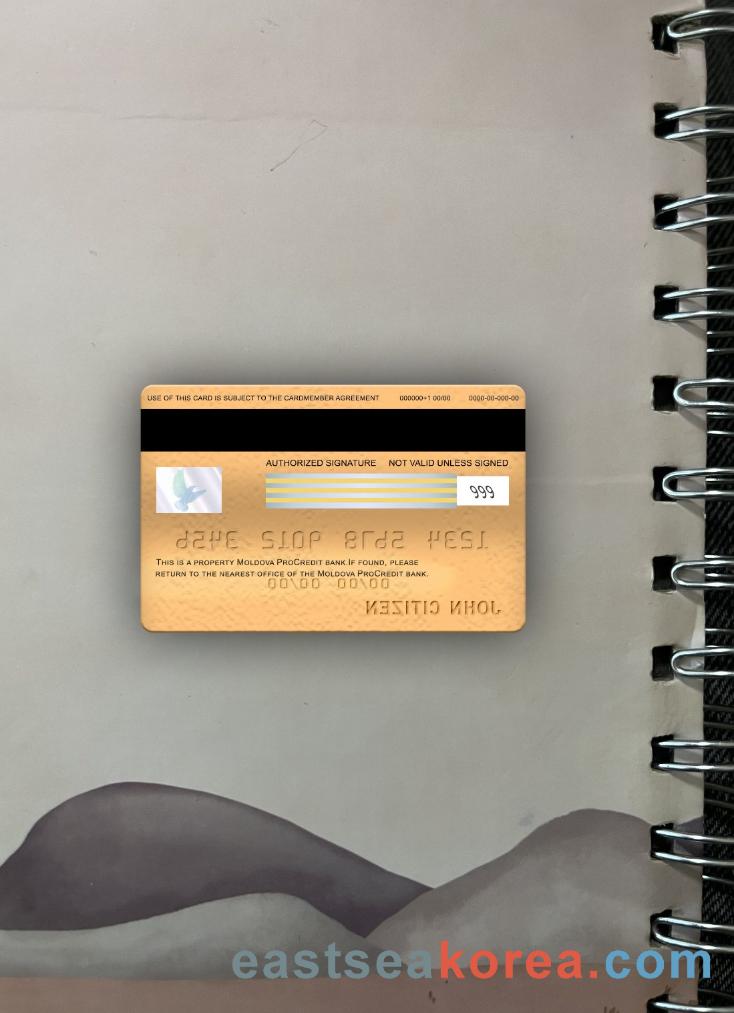 USE OF THIS CARD IS SUBJECT TO THE CARDMEMBER AGREEMENT 000000+1 00/00 0000-00-000-00
AUTHORIZED SIGNATURE NOT VALID UNLESS SIGNED
999
1234 5678 9012 3456
THIS IS A PROPERTY MOLDOVA PROCREDIT BANK.IF FOUND, PLEASE
RETURN TO THE NEAREST OFFICE OF THE MOLDOVA PROCREDIT BANK.
00/00 00/00
JOHN CITIZEN
eastseakorea.com